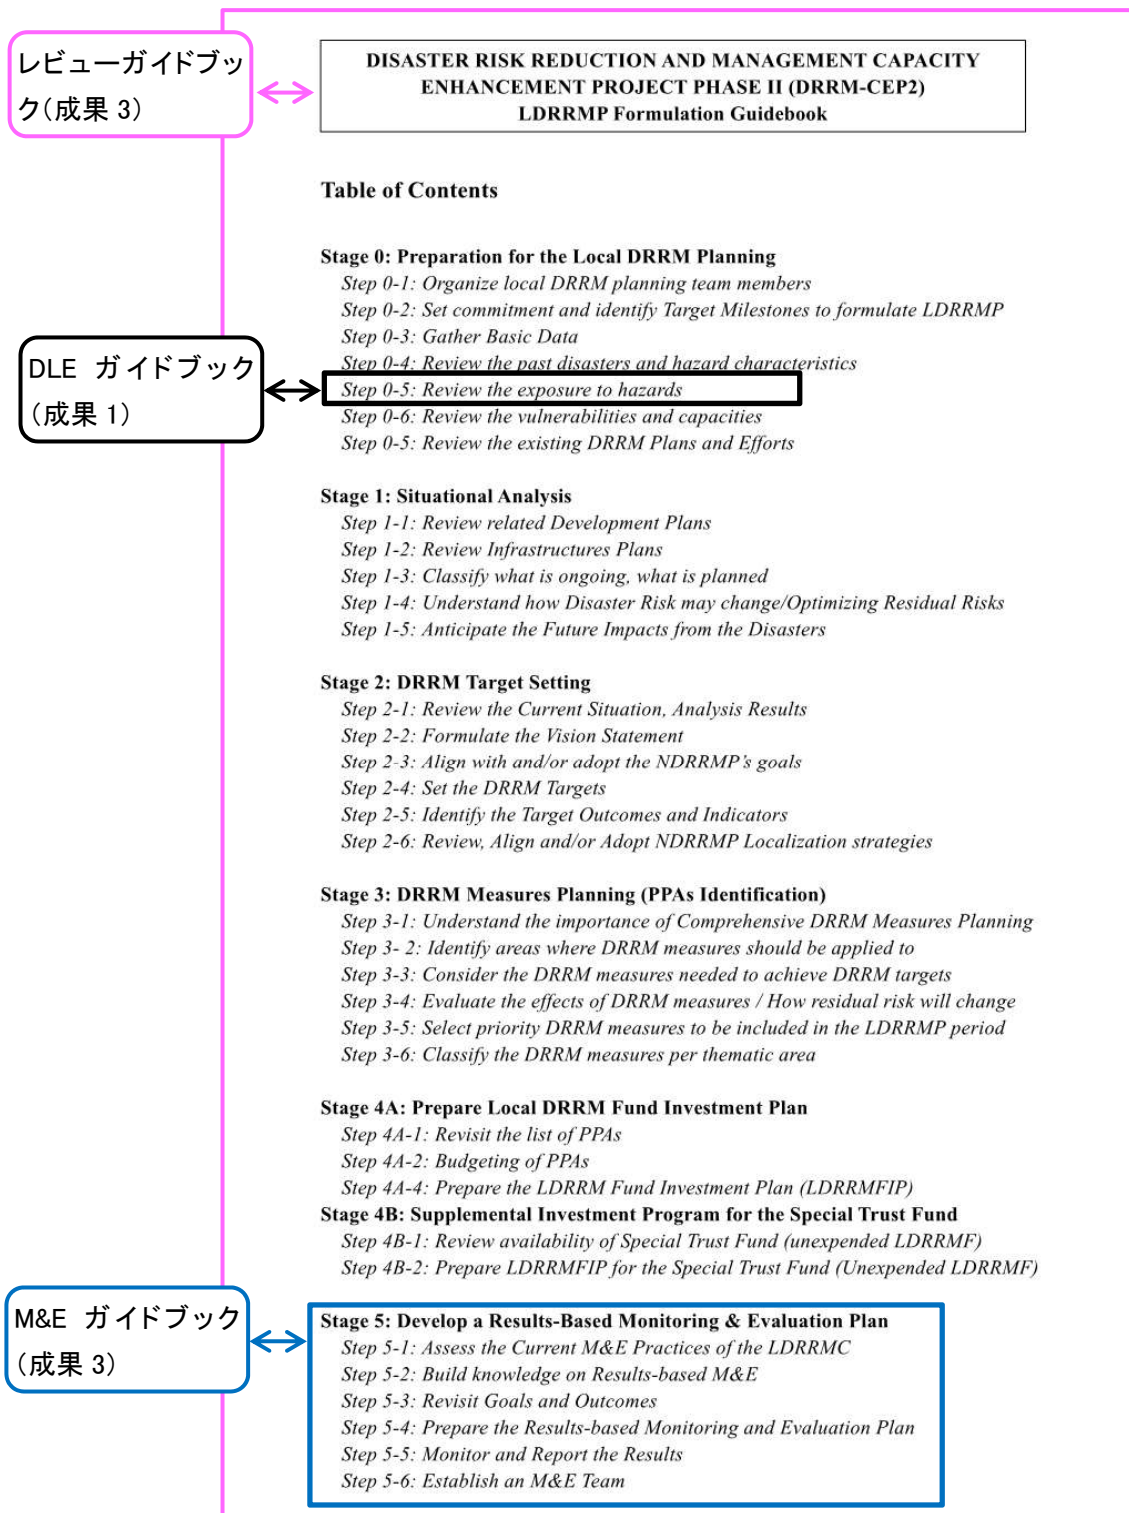 レビューガイドブッ
ク(成果 3)
DISASTER RISK REDUCTION AND MANAGEMENT CAPACITY
ENHANCEMENT PROJECT PHASE II (DRRM-CEP2)
LDRRMP Formulation Guidebook
Table of Contents
Stage 0: Preparation for the Local DRRM Planning
Step 0-1: Organize local DRRM planning team members
Step 0-2: Set commitment and identify Target Milestones to formulate LDRRMP
Step 0-3: Gather Basic Data
Step 0-4: Review the past disasters and hazard characteristics
DLE ガイドブック
(成果 1)
Step 0-5: Review the exposure to hazards
Step 0-6: Review the vulnerabilities and capacities
Step 0-5: Review the existing DRRM Plans and Efforts
Stage 1: Situational Analysis
Step 1-1: Review related Development Plans
Step 1-2: Review Infrastructures Plans
Step 1-3: Classify what is ongoing, what is planned
Step 1-4: Understand how Disaster Risk may change/Optimizing Residual Risks
Step 1-5: Anticipate the Future Impacts from the Disasters
Stage 2: DRRM Target Setting
Step 2-1: Review the Current Situation, Analysis Results
Step 2-2: Formulate the Vision Statement
Step 2-3: Align with and/or adopt the NDRRMP's goals
Step 2-4: Set the DRRM Targets
Step 2-5: Identify the Target Outcomes and Indicators
Step 2-6: Review, Align and/or Adopt NDRRMP Localization strategies
Stage 3: DRRM Measures Planning (PPAs Identification)
Step 3-1: Understand the importance of Comprehensive DRRM Measures Planning
Step 3- 2: Identify areas where DRRM measures should be applied to
Step 3-3: Consider the DRRM measures needed to achieve DRRM targets
Step 3-4: Evaluate the effects of DRRM measures / How residual risk will change
Step 3-5: Select priority DRRM measures to be included in the LDRRMP period
Step 3-6: Classify the DRRM measures per thematic area
Stage 4A: Prepare Local DRRM Fund Investment Plan
Step 4A-1: Revisit the list of PPAs
Step 4A-2: Budgeting of PPAs
Step 4A-4: Prepare the LDRRM Fund Investment Plan (LDRRMFIP)
Stage 4B: Supplemental Investment Program for the Special Trust Fund
Step 4B-1: Review availability of Special Trust Fund (unexpended LDRRMF)
Step 4B-2: Prepare LDRRMFIP for the Special Trust Fund (Unexpended LDRRMF)
M&E ガイドブック
(成果 3)
Stage 5: Develop a Results-Based Monitoring & Evaluation Plan
Step 5-1: Assess the Current M&E Practices of the LDRRMC
Step 5-2: Build knowledge on Results-based M&E
Step 5-3: Revisit Goals and Outcomes
Step 5-4: Prepare the Results-based Monitoring and Evaluation Plan
Step 5-5: Monitor and Report the Results
Step 5-6: Establish an M&E Team